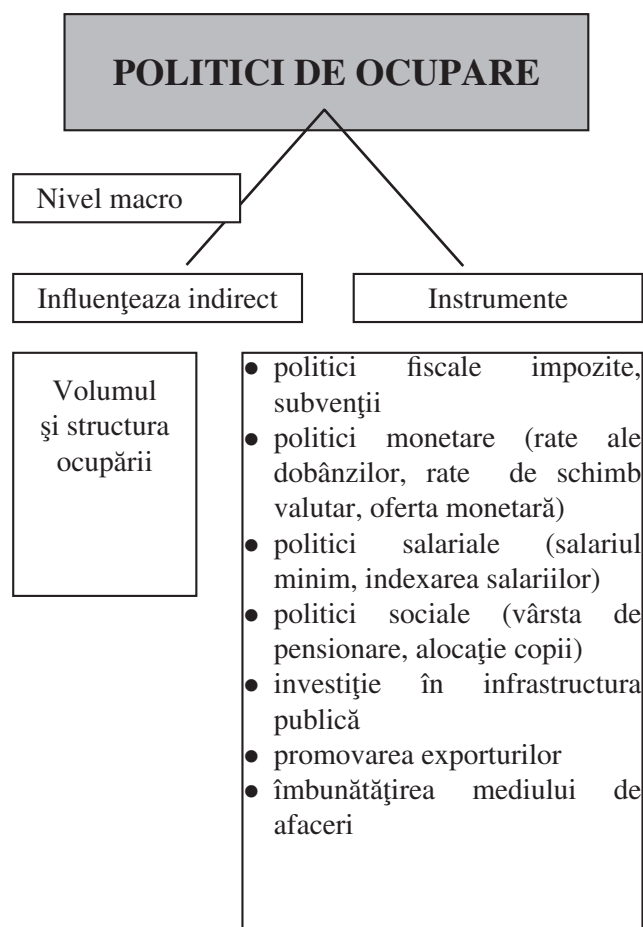 POLITICI DE OCUPARE
Nivel macro
Influenţeaza indirect
Instrumente
Volumul
şi structura
ocupării
● politici fiscale impozite,
subvenţii
● politici monetare (rate ale
dobânzilor, rate de schimb
valutar, oferta monetară)
● politici salariale (salariul
minim, indexarea salariilor)
● politici sociale (vârsta de
pensionare, alocaţie copii)
● investiţie în infrastructura
publică
● promovarea exporturilor
● îmbunătăţirea mediului de
afaceri